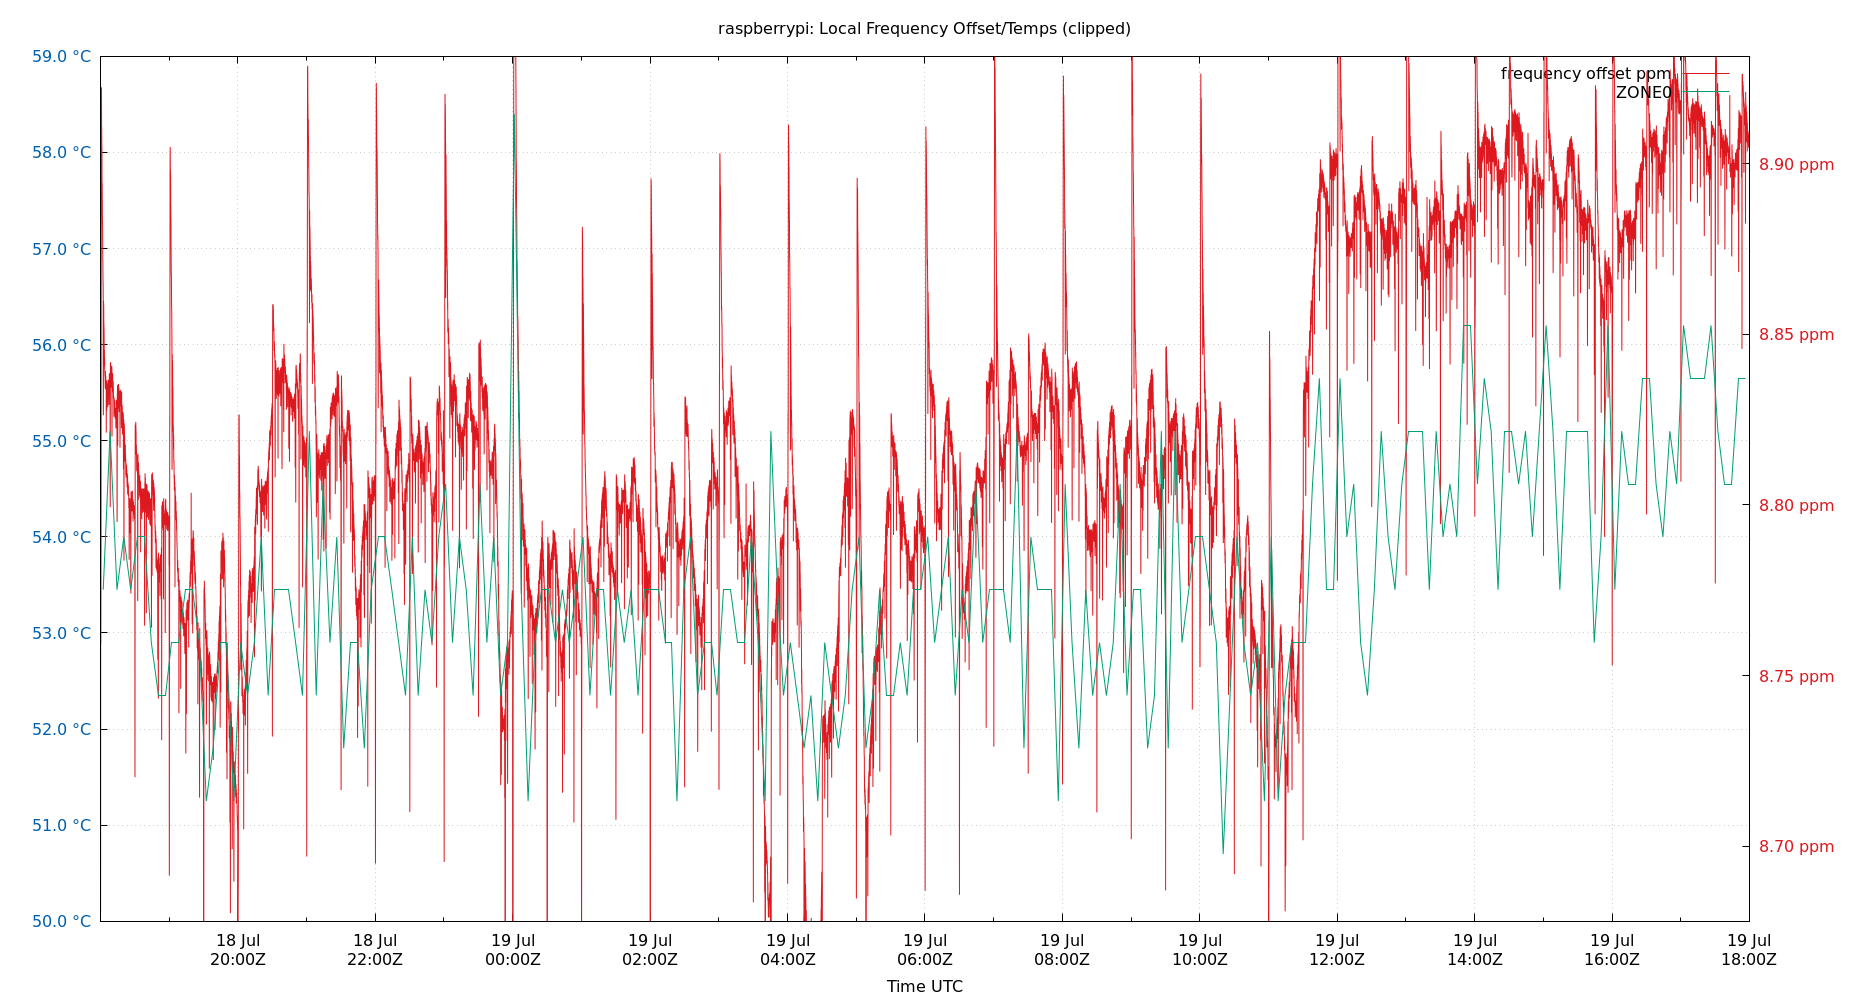 raspberrypi: Local Frequency Offset/Temps (clipped)
59.0 °C
58.0 °C
57.0 °C
56.0 °C
55.0 °C
54.0 °C
53.0 °C
52.0 °C
51.0 °C
50.0 °C
frequency offset ppm
ZONE0
8.90 ppm
8.85 ppm
8.80 ppm
8.75 ppm
8.70 ppm
18 Jul 18 Jul 19 Jul 19 Jul 19 Jul 19 Jul 19 Jul 19 Jul 19 Jul 19 Jul 19 Jul 19 Jul
20:00Z 22:00Z 00:00Z 02:00Z 04:00Z 06:00Z 08:00Z 10:00Z 12:00Z 14:00Z 16:00Z 18:00Z
Time UTC